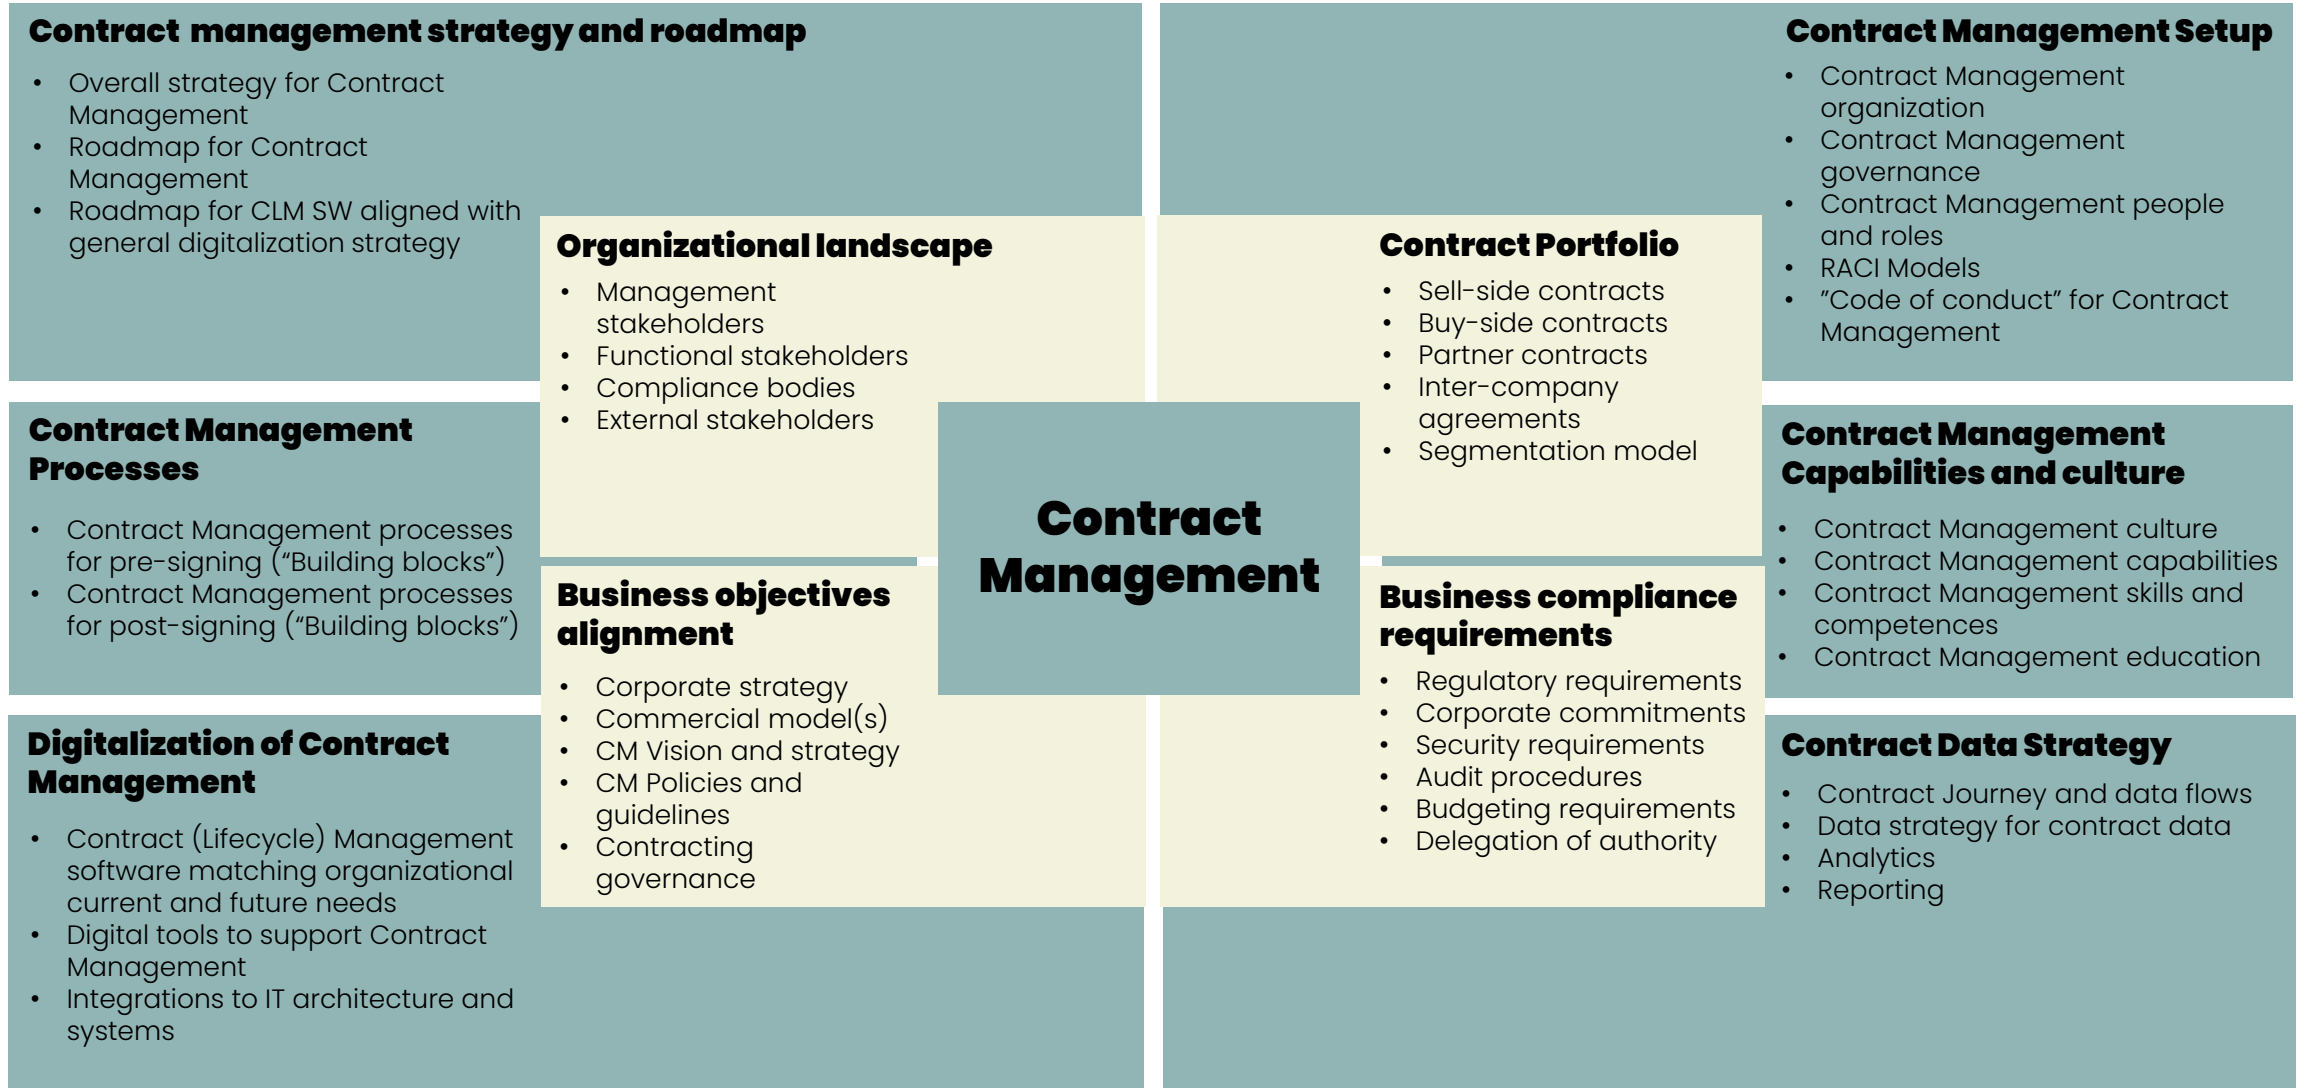 Contract management strategy and roadmap
• Overall strategy for Contract
Management
• Roadmap for Contract
Management
• Roadmap for CLM SW aligned with
general digitalization strategy
Contract Management Setup
• Contract Management
organization
• Contract Management
governance
• Contract Management people
and roles
• RACI Models
• ”Code of conduct” for Contract
Management
Organizational landscape
• Management
stakeholders
• Functional stakeholders
• Compliance bodies
• External stakeholders
Contract Portfolio
• Sell-side contracts
• Buy-side contracts
• Partner contracts
• Inter-company
agreements
• Segmentation model
Contract Management
Processes
• Contract Management processes
for pre-signing (“Building blocks”)
• Contract Management processes
for post-signing (“Building blocks”)
Contract
Management
Contract Management
Capabilities and culture
• Contract Management culture
• Contract Management capabilities
• Contract Management skills and
competences
• Contract Management education
Business objectives
alignment
• Corporate strategy
• Commercial model(s)
• CM Vision and strategy
• CM Policies and
guidelines
• Contracting
governance
Business compliance
requirements
• Regulatory requirements
• Corporate commitments
• Security requirements
• Audit procedures
• Budgeting requirements
• Delegation of authority
Digitalization of Contract
Management
• Contract (Lifecycle) Management
software matching organizational
current and future needs
• Digital tools to support Contract
Management
• Integrations to IT architecture and
systems
Contract Data Strategy
• Contract Journey and data flows
• Data strategy for contract data
• Analytics
• Reporting